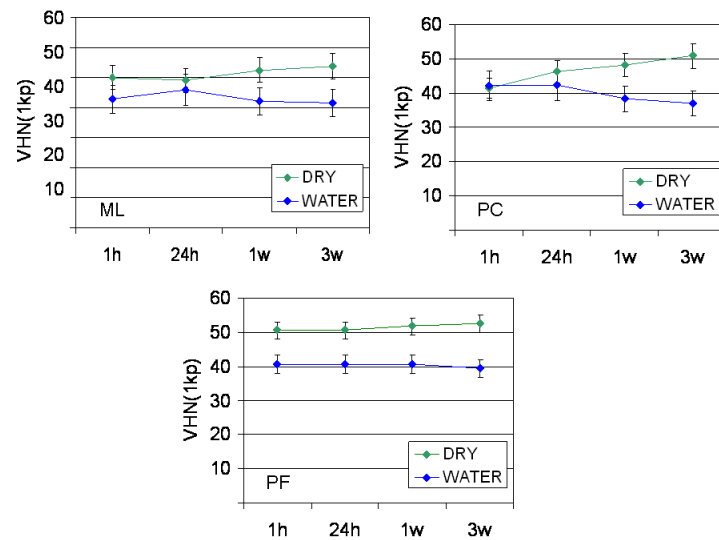 60
50
40
30
20
10
VHN(1kp)
DRY
WATER
ML
1h 24h 1w 3w
60
50
40
30
20
10
VHN(1kp)
DRY
WATER
PC
1h 24h 1w 3w
60
50
40
30
20
10
VHN(1kp)
DRY
WATER
PF
1h 24h 1w 3w